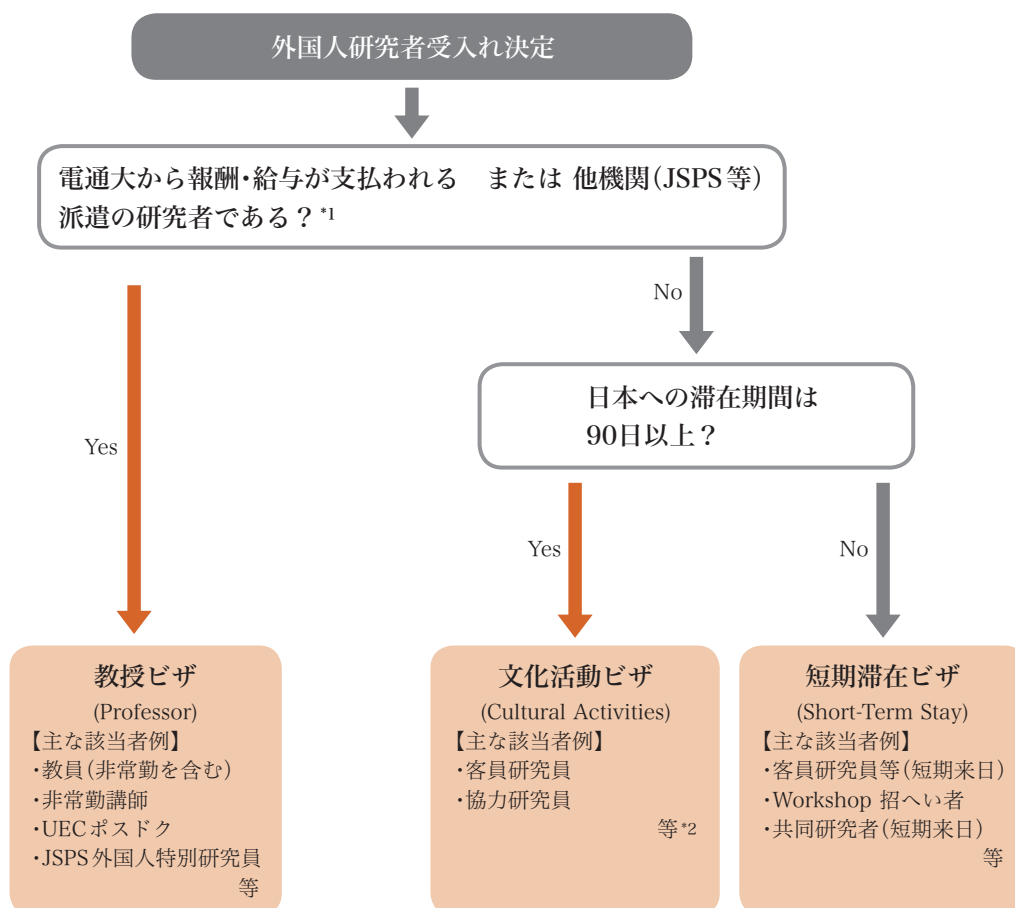 外国人研究者受入れ決定
電通大から報酬・給与が支払われる　または 他機関(JSPS等)
派遣の研究者である？*1
No
日本への滞在期間は
90日以上？
Yes
Yes
No
教授ビザ
(Professor)
【主な該当者例】
・教員(非常勤を含む)
・非常勤講師
・UECポスドク
・JSPS外国人特別研究員
等
文化活動ビザ
(Cultural Activities)
【主な該当者例】
・客員研究員
・協力研究員
等*2
短期滞在ビザ
(Short-Term Stay)
【主な該当者例】
・客員研究員等(短期来日)
・Workshop 招へい者
・共同研究者(短期来日)
等